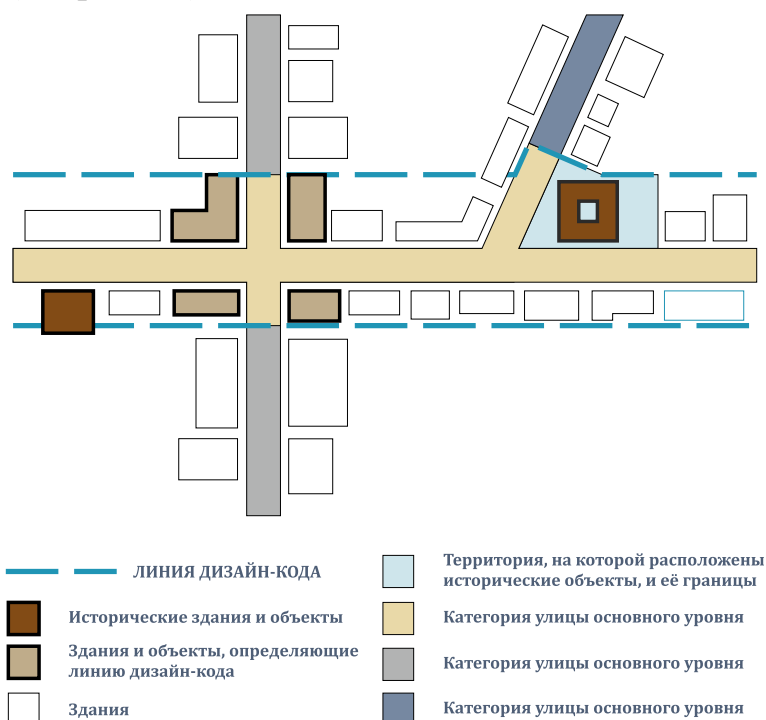 ЛИНИЯ ДИЗАЙН-КОДА
Исторические здания и объекты
Здания и объекты, определяющие
линию дизайн-кода
Здания
Территория, на которой расположены
исторические объекты, и её границы
Категория улицы основного уровня
Категория улицы основного уровня
Категория улицы основного уровня